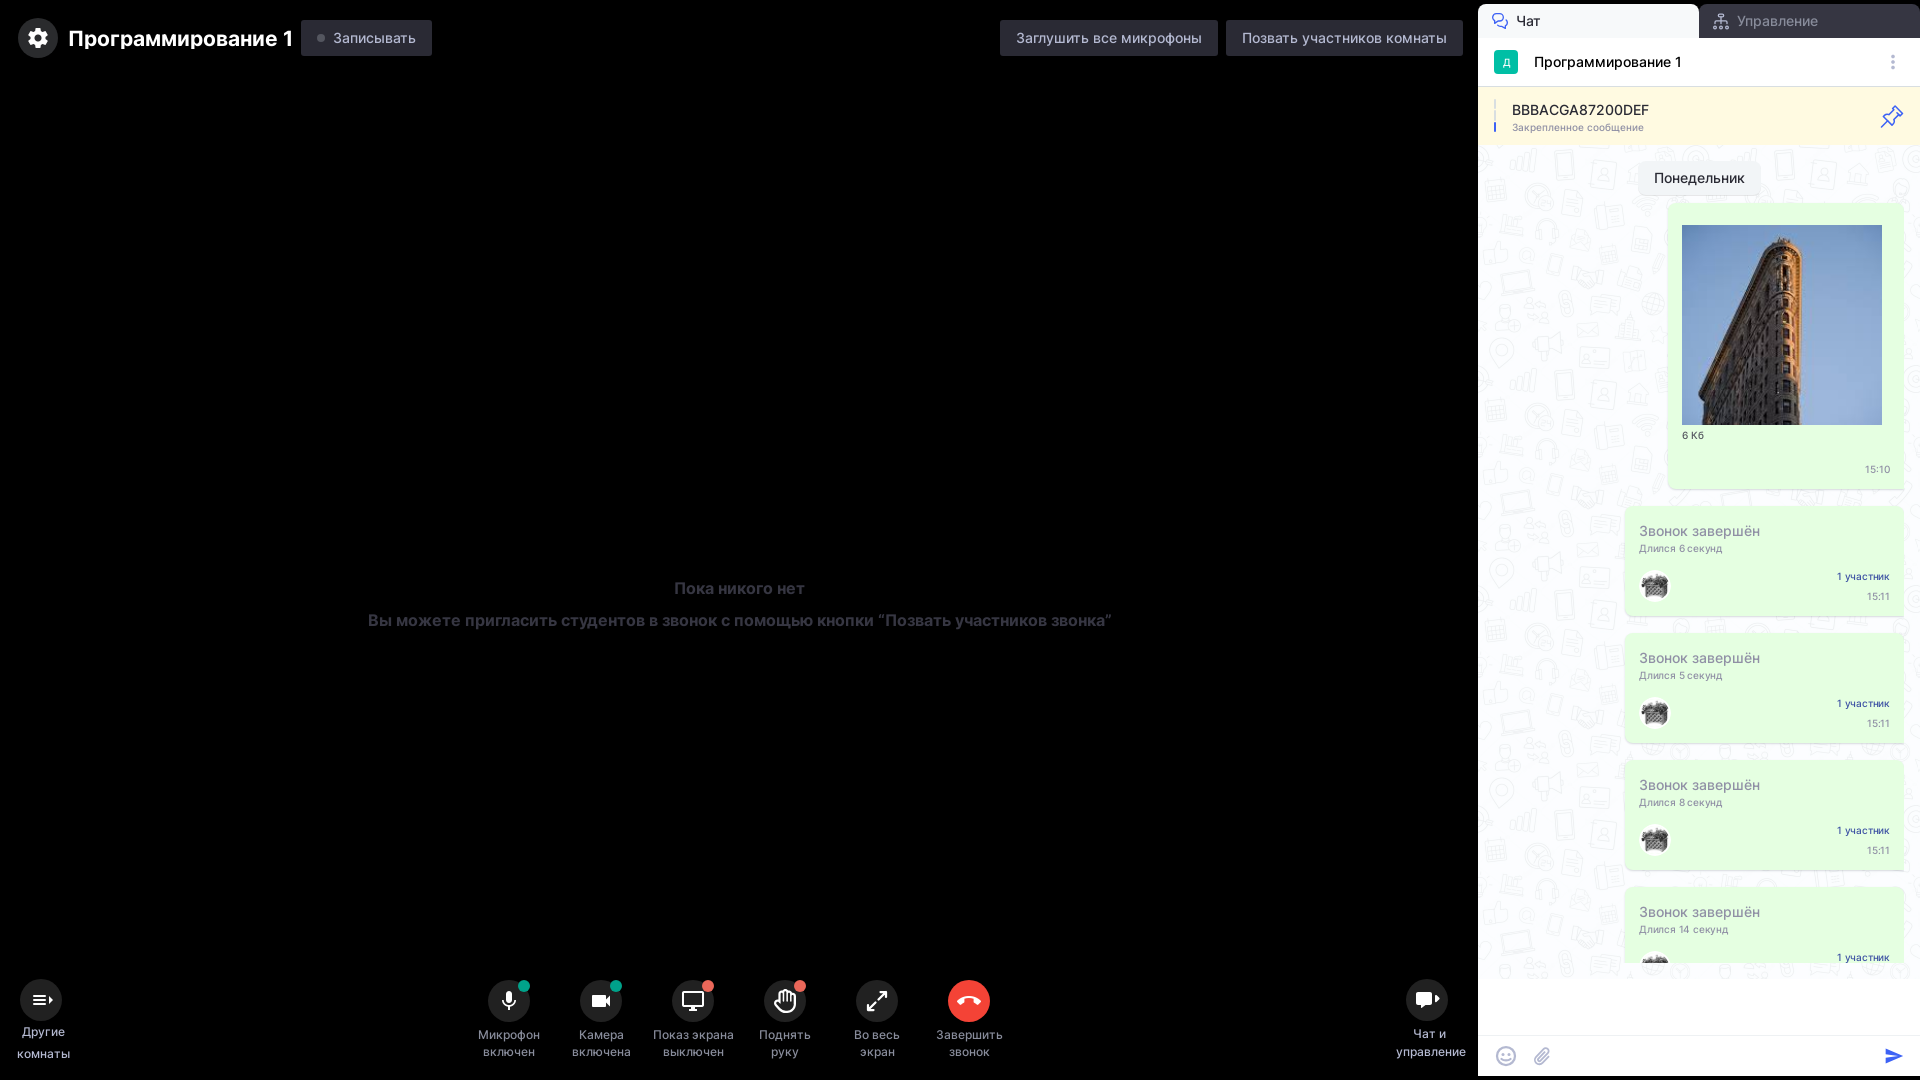 Программирование 1
Записывать
Заглушить все микрофоны
Позвать участников комнаты
Чат
Управление
Д
Программирование 1
BBBACGA87200DEF
Закрепленное сообщение
Понедельник
6 Кб
15:10
Звонок завершён
Длился 6 секунд
1 участник
15:11
Звонок завершён
Длился 5 секунд
1 участник
15:11
Звонок завершён
Длился 8 секунд
1 участник
15:11
Звонок завершён
Длился 14 секунд
1 участник
Пока никого нет
Вы можете пригласить студентов в звонок с помощью кнопки “Позвать участников звонка”
Другие
комнаты
Микрофон
включен
Камера
включена
Показ экрана
выключен
Поднять
руку
Во весь
экран
Завершить
звонок
Чат и
управление